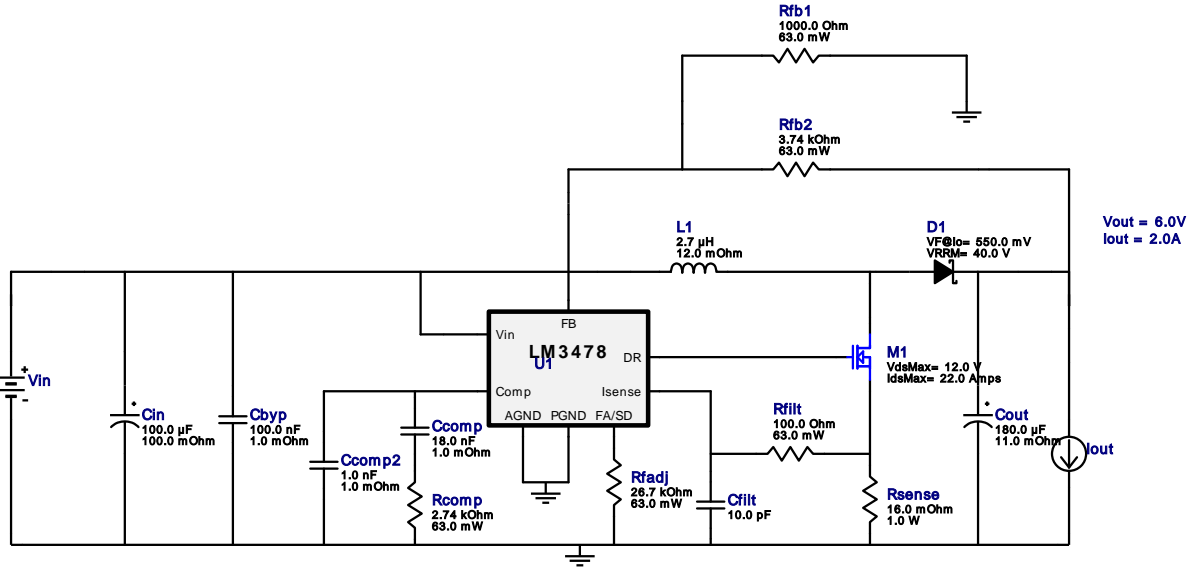 Rfb1
1000.0 Ohm
63.0 mW
Rfb2
3.74 kOhm
63.0 mW
Vout = 6.0V
Iout = 2.0A
L1
2.7 µH
12.0 mOhm
D1
VF@Io= 550.0 mV
VRRM= 40.0 V
FB
Vin
LM3478
U1
DR
Comp
Isense
AGND PGND FA/SD
M1
VdsMax= 12.0 V
IdsMax= 22.0 Amps
+
Vin
-
Cin
100.0 µF
100.0 mOhm
Cbyp
100.0 nF
1.0 mOhm
Ccomp2
1.0 nF
1.0 mOhm
Ccomp
18.0 nF
1.0 mOhm
Rcomp
2.74 kOhm
63.0 mW
Rfadj
26.7 kOhm
63.0 mW
Cfilt
10.0 pF
Rfilt
100.0 Ohm
63.0 mW
Rsense
16.0 mOhm
1.0 W
Cout
180.0 µF
11.0 mOhm
Iout